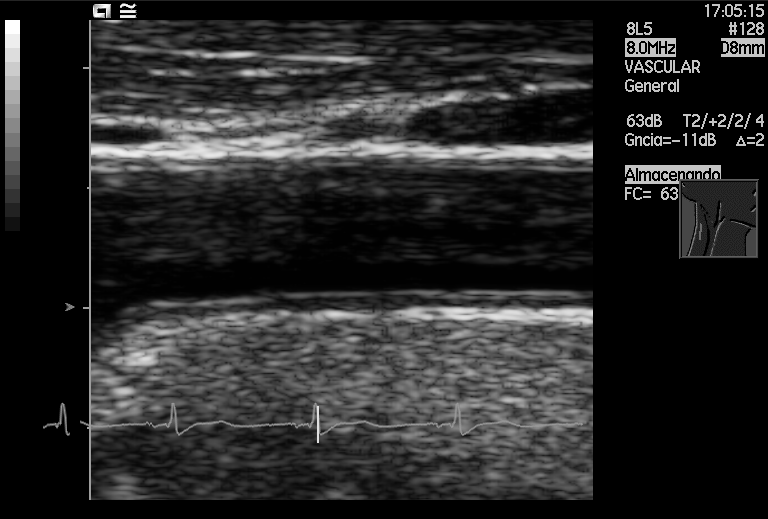 17:05:15
8L5 #128
8.0MHz 08mm
VASCULAR
General
63dB T2/+2/2/ 4
Gncia=-11dB Δ=2
Almacenando
FC= 63